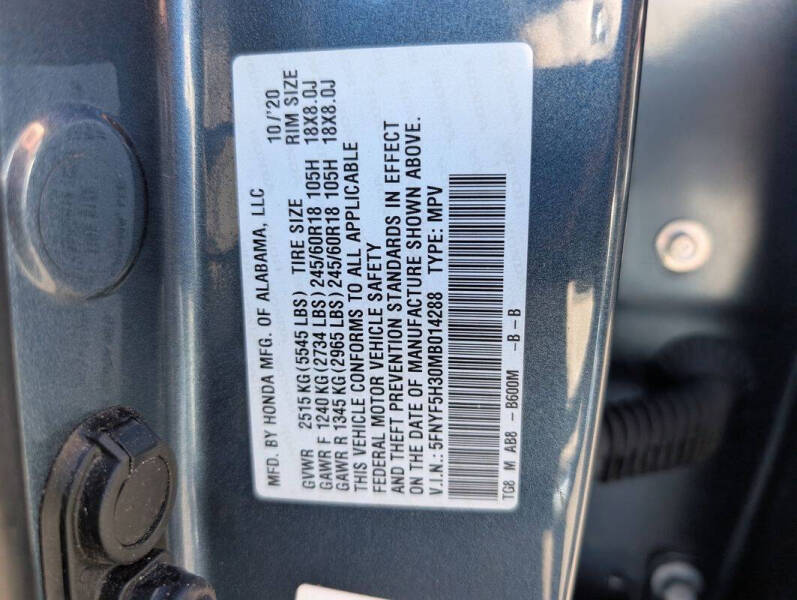 MFD. BY HONDA MFG. OF ALABAMA, LLC 10/'20
GVWR 2515 KG (5545 LBS) TIRE SIZE RIM SIZE
GAWR F 1240 KG (2734 LBS) 245/60R18 105H 18X8.0J
GAWR R 1345 KG (2965 LBS) 245/60R18 105H 18X8.0J
THIS VEHICLE CONFORMS TO ALL APPLICABLE
FEDERAL MOTOR VEHICLE SAFETY
AND THEFT PREVENTION STANDARDS IN EFFECT
ON THE DATE OF MANUFACTURE SHOWN ABOVE.
V.I.N.: 5FNYF5H30MB014288 TYPE: MPV
TG8 M AB8 - B600M - B - B